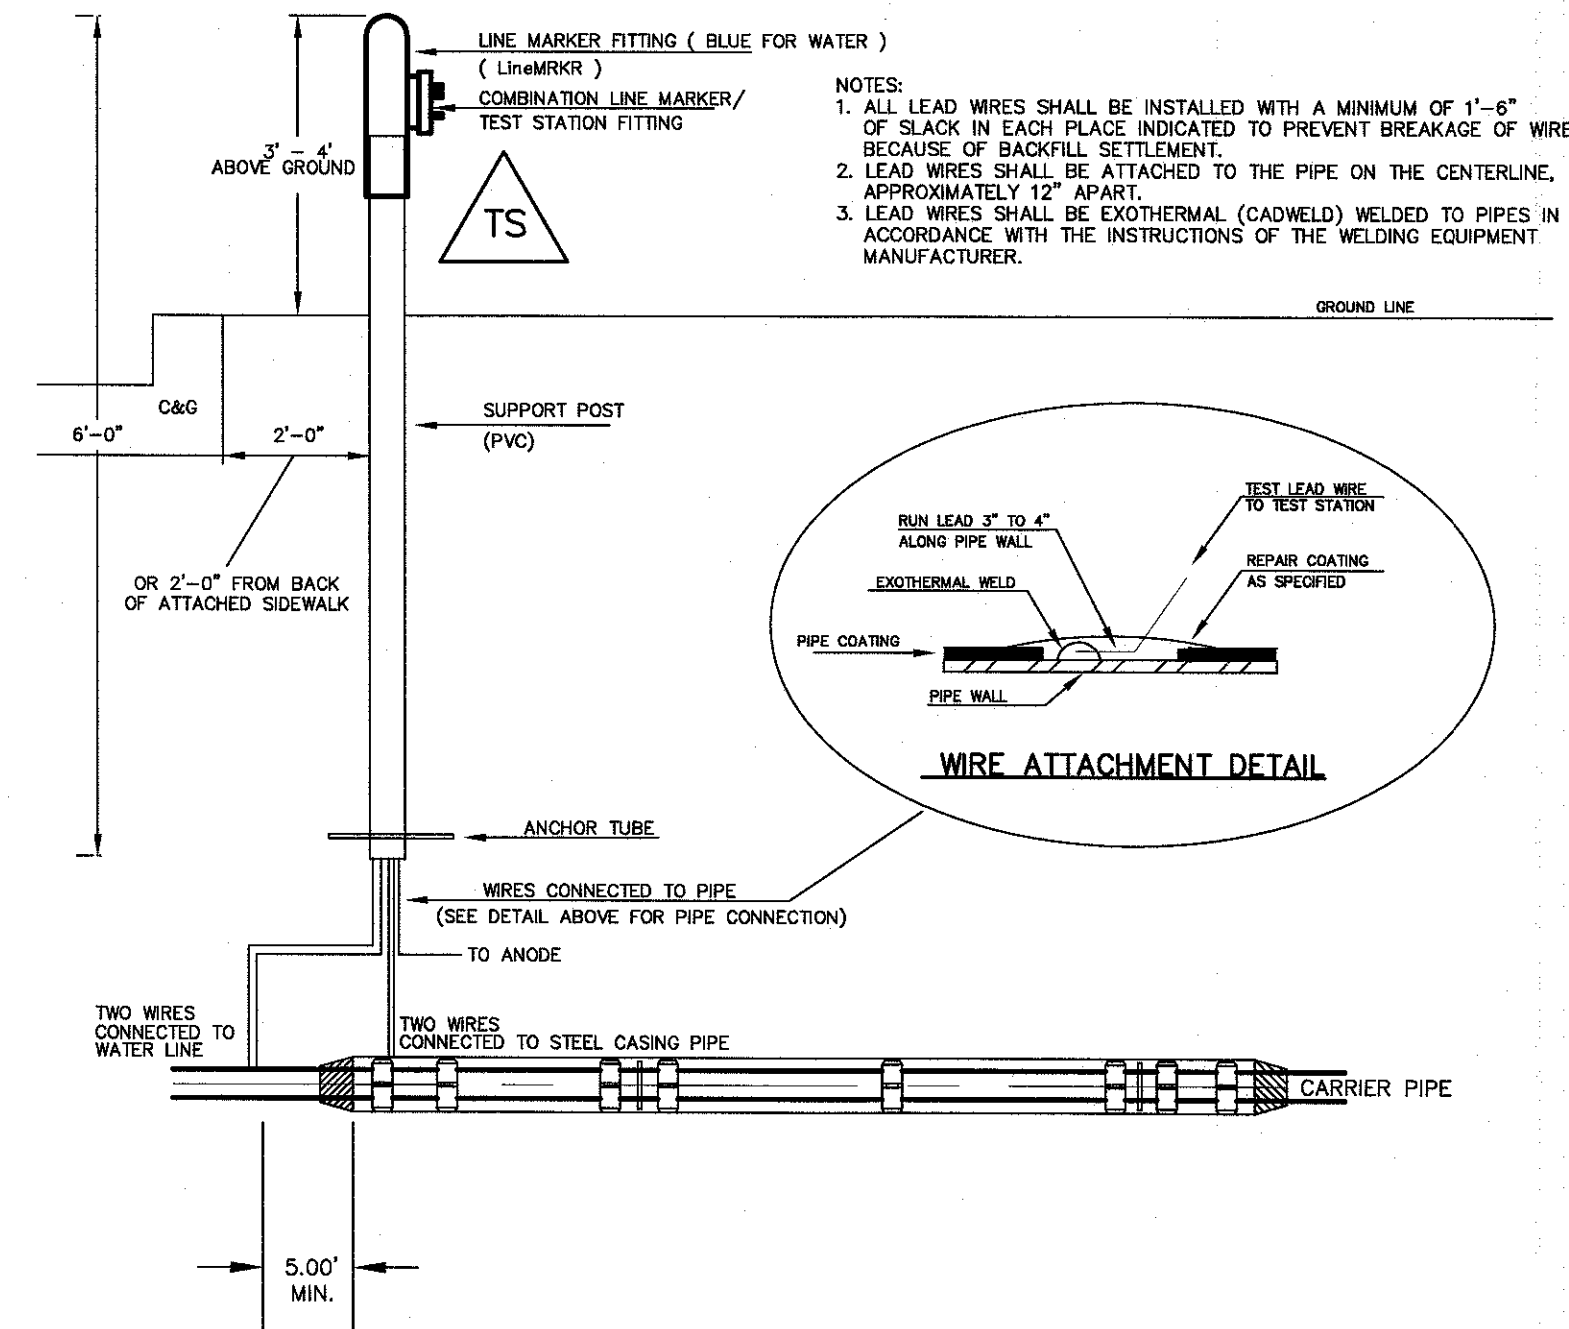 LINE MARKER FITTING ( BLUE FOR WATER )
( LineMRKR )
COMBINATION LINE MARKER/
TEST STATION FITTING
3' - 4'
ABOVE GROUND
TS
NOTES:
1. ALL LEAD WIRES SHALL BE INSTALLED WITH A MINIMUM OF 1'-6"
OF SLACK IN EACH PLACE INDICATED TO PREVENT BREAKAGE OF WIRE
BECAUSE OF BACKFILL SETTLEMENT.
2. LEAD WIRES SHALL BE ATTACHED TO THE PIPE ON THE CENTERLINE,
APPROXIMATELY 12" APART.
3. LEAD WIRES SHALL BE EXOTHERMAL (CADWELD) WELDED TO PIPES IN
ACCORDANCE WITH THE INSTRUCTIONS OF THE WELDING EQUIPMENT
MANUFACTURER.
GROUND LINE
C&G
6'-0"
2'-0"
SUPPORT POST
(PVC)
OR 2'-0" FROM BACK
OF ATTACHED SIDEWALK
TEST LEAD WIRE
TO TEST STATION
RUN LEAD 3" TO 4"
ALONG PIPE WALL
REPAIR COATING
AS SPECIFIED
EXOTHERMAL WELD
PIPE COATING
PIPE WALL
WIRE ATTACHMENT DETAIL
ANCHOR TUBE
WIRES CONNECTED TO PIPE
(SEE DETAIL ABOVE FOR PIPE CONNECTION)
TO ANODE
TWO WIRES
CONNECTED TO
WATER LINE
TWO WIRES
CONNECTED TO STEEL CASING PIPE
CARRIER PIPE
5.00'
MIN.